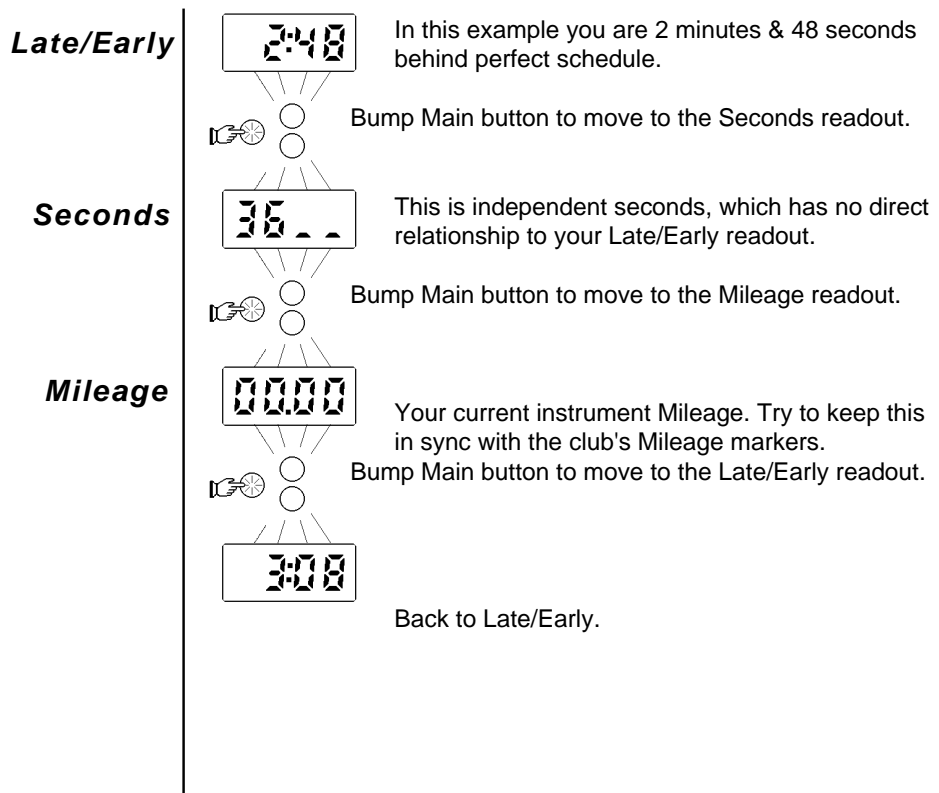 Late/Early
2:48
In this example you are 2 minutes & 48 seconds
behind perfect schedule.
Bump Main button to move to the Seconds readout.
Seconds
36_ _
This is independent seconds, which has no direct
relationship to your Late/Early readout.
Bump Main button to move to the Mileage readout.
Mileage
00.00
Your current instrument Mileage. Try to keep this
in sync with the club's Mileage markers.
Bump Main button to move to the Late/Early readout.
3:08
Back to Late/Early.